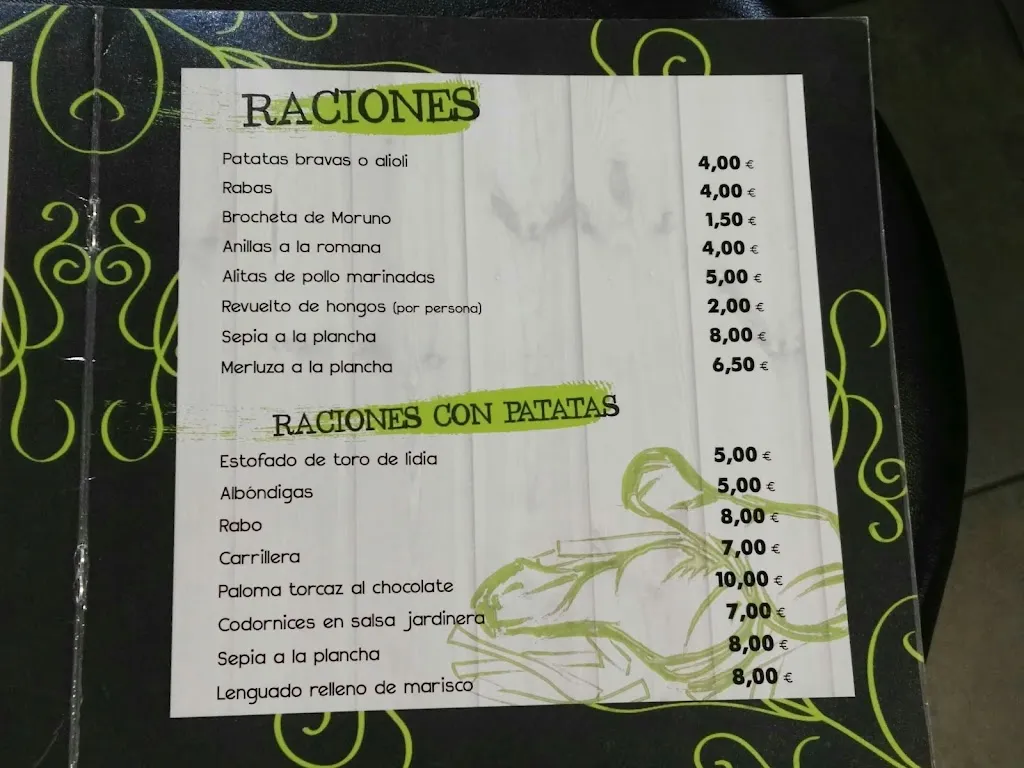 RACIONES
Patatas bravas o alioli 4,00 €
Rabas 4,00 €
Brocheta de Moruno 1,50 €
Anillas a la romana 4,00 €
Alitas de pollo marinadas 5,00 €
Revuelto de hongos (por persona) 2,00 €
Sepia a la plancha 8,00 €
Merluza a la plancha 6,50 €
RACIONES CON PATATAS
Estofado de toro de lidia 5,00 €
Albóndigas 5,00 €
Rabo 8,00 €
Carrillera 7,00 €
Paloma torcaz al chocolate 10,00 €
Codornices en salsa jardinera 7,00 €
Sepia a la plancha 8,00 €
Lenguado relleno de marisco 8,00 €